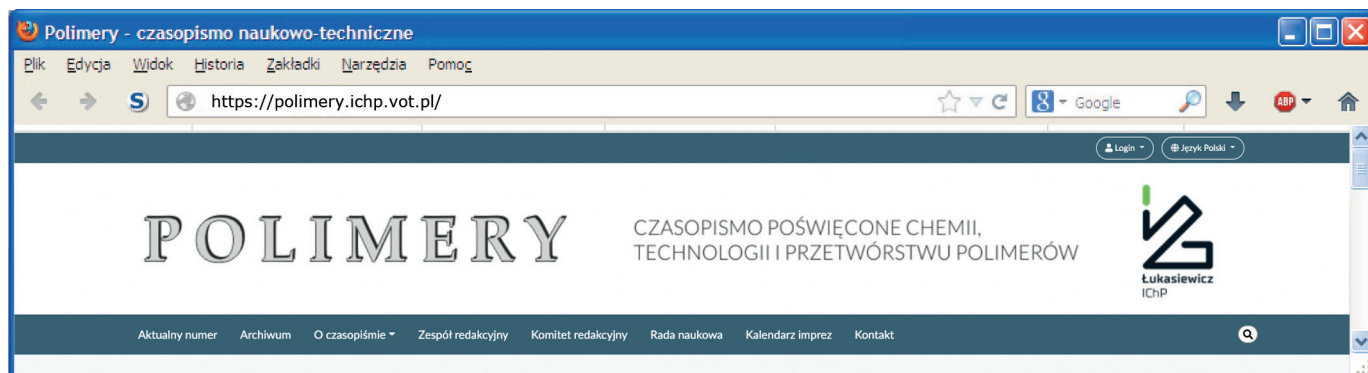 Polimery - czasopismo naukowo-techniczne
Plik Edycja Widok Historia Zakładki Narzędzia Pomoc
S) https://polimery.ichp.vot.pl/ 8 Google ABP
Login Język Polski
POLIMERY
CZASOPISMO POŚWIĘCONE CHEMII,
TECHNOLOGII I PRZETWÓRSTWU POLIMERÓW
Łukasiewicz
IChP
Aktualny numer Archiwum O czasopiśmie Zespół redakcyjny Komitet redakcyjny Rada naukowa Kalendarz imprez Kontakt